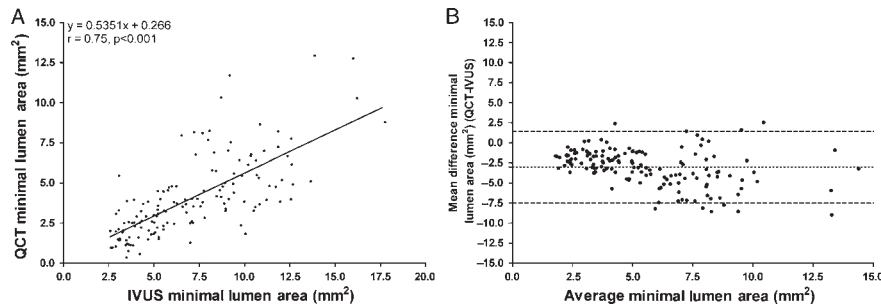 A
y = 0.5351x + 0.266
r = 0.75, p<0.001
QCT minimal lumen area (mm²)
15.0
12.5
10.0
7.5
5.0
2.5
0.0
0.0 2.5 5.0 7.5 10.0 12.5 15.0 17.5 20.0
IVUS minimal lumen area (mm²)
B
Mean difference minimal
lumen area (mm²) (QCT-IVUS)
15.0
12.5
10.0
7.5
5.0
2.5
0.0
−2.5
−5.0
−7.5
−10.0
−12.5
−15.0
0.0 2.5 5.0 7.5 10.0 12.5 15.0
Average minimal lumen area (mm²)